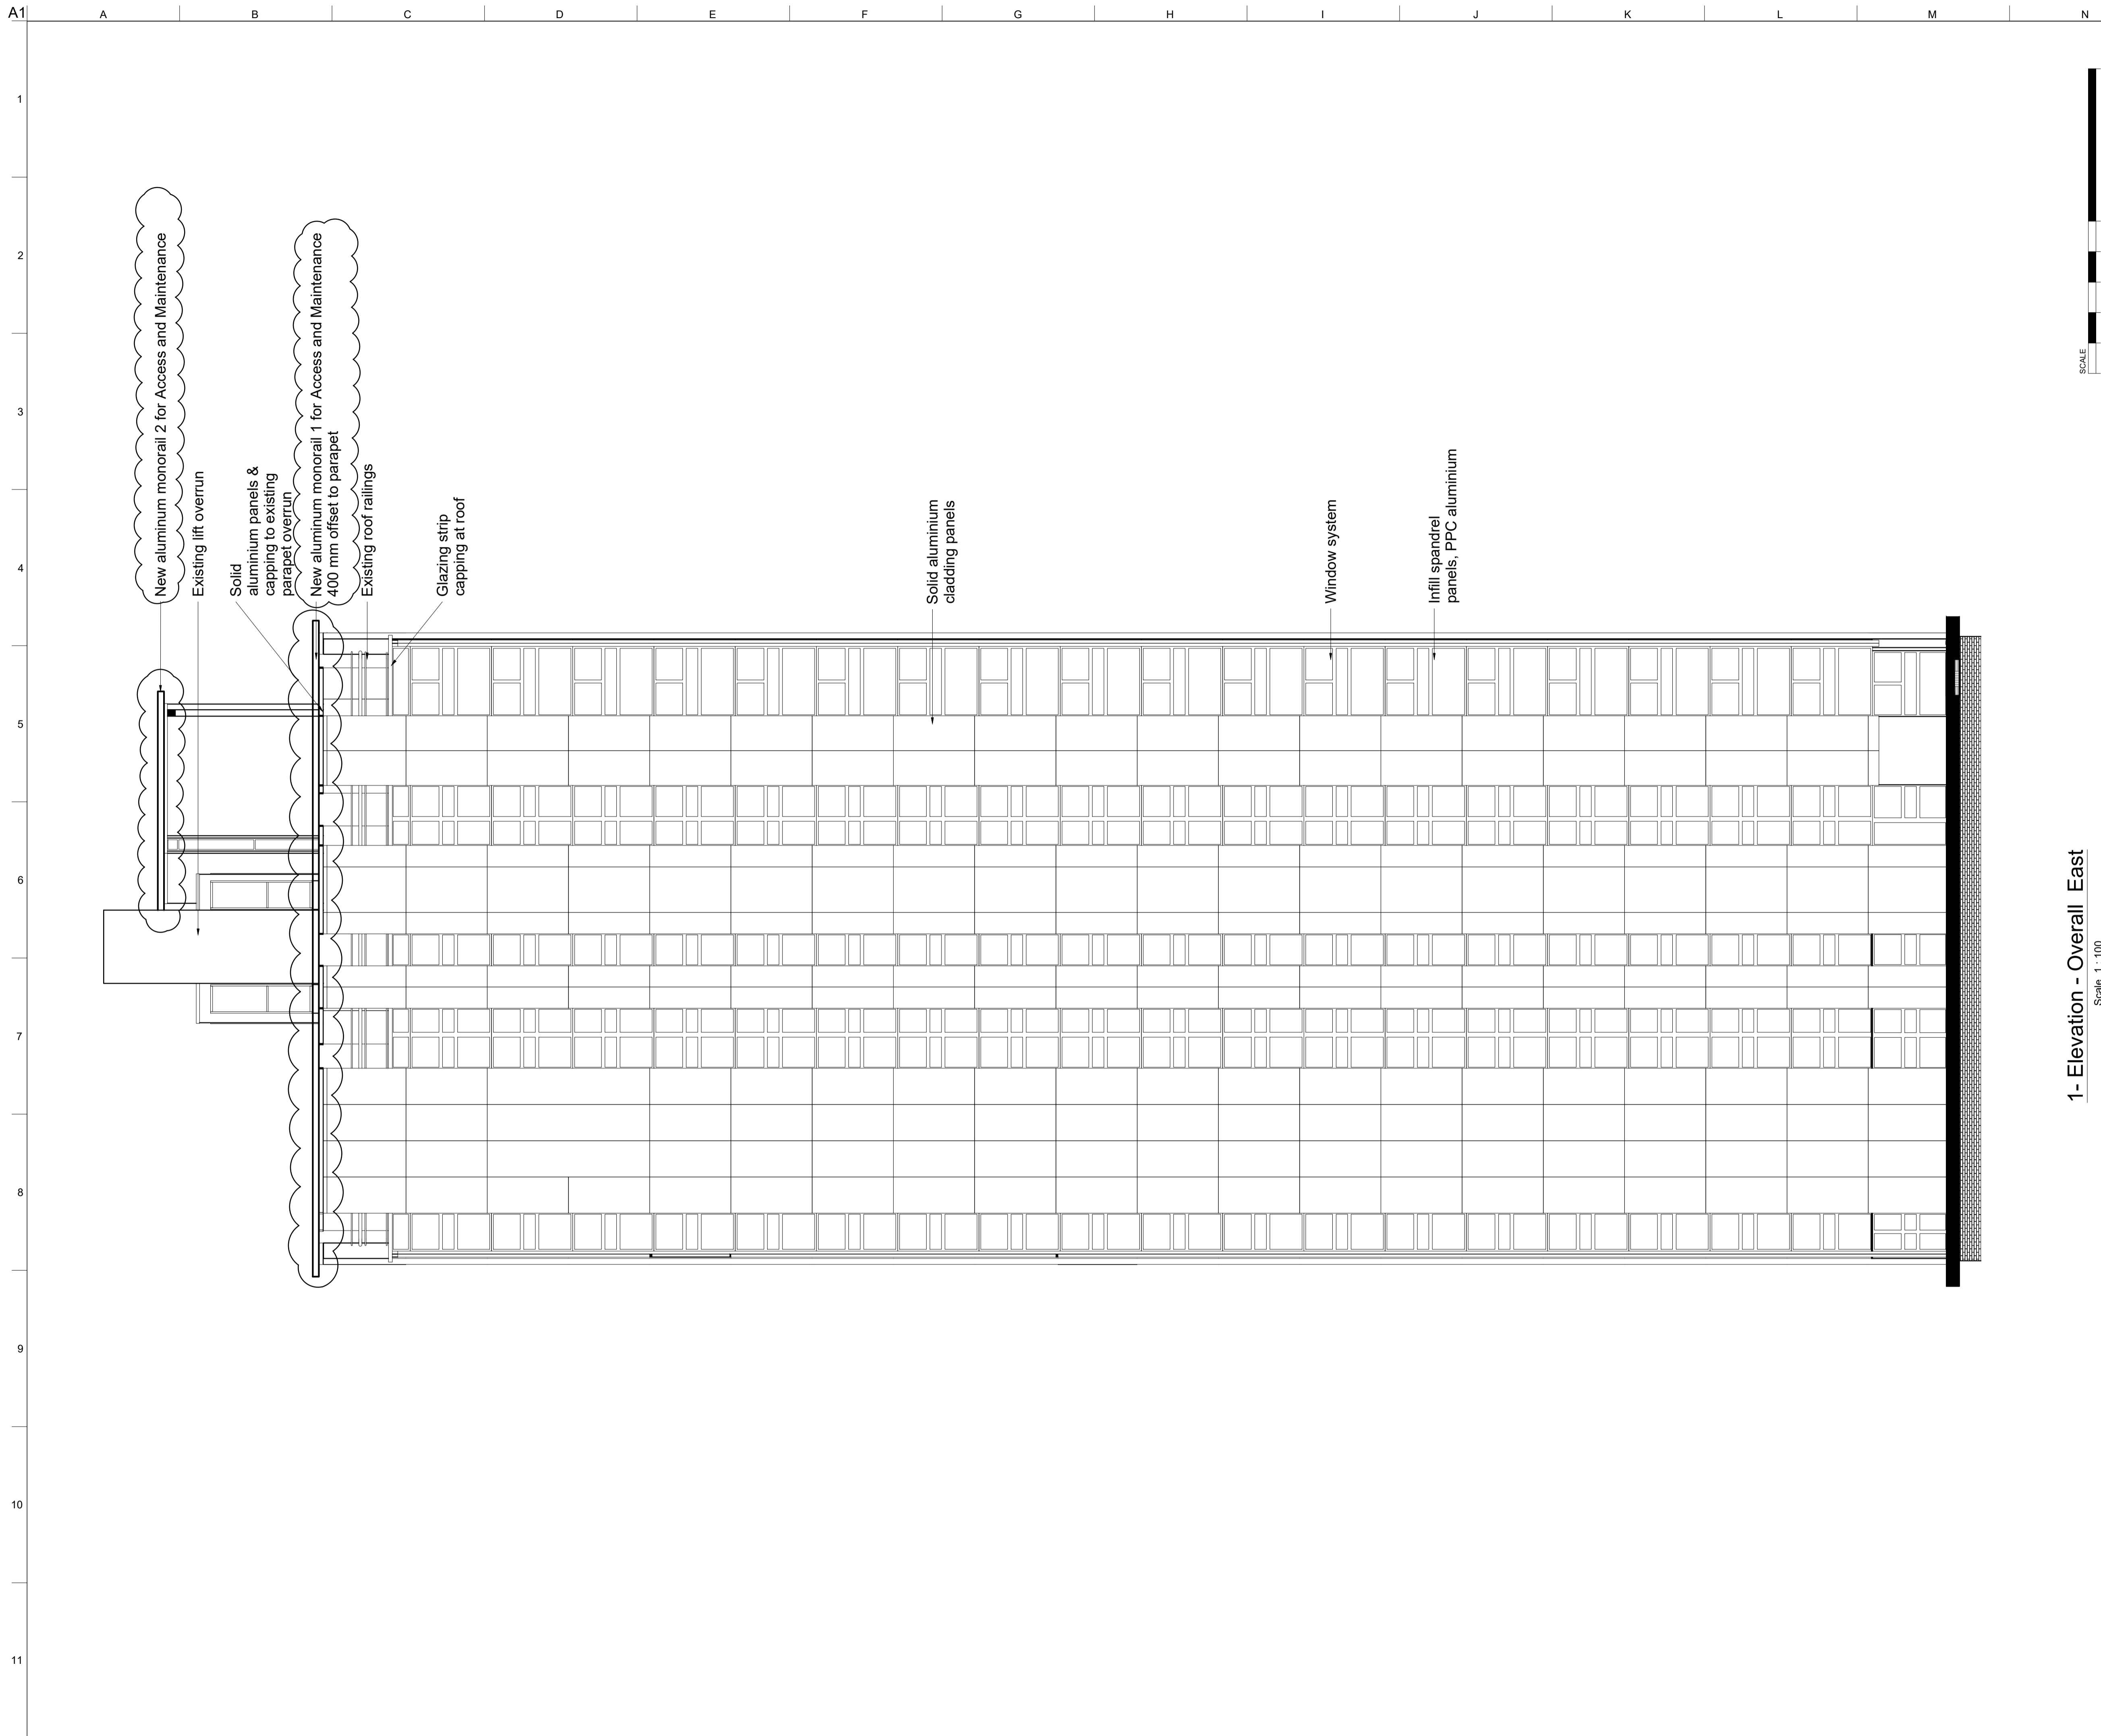 A1
A
B
C
D
E
F
G
H
I
J
K
L
M
N
1
2
3
4
5
6
7
8
9
10
11
New aluminum monorail 2 for Access and Maintenance
Existing lift overrun
Solid
aluminium panels &
capping to existing
parapet overrun
New aluminum monorail 1 for Access and Maintenance
400 mm offset to parapet
Existing roof railings
Glazing strip
capping at roof
Solid aluminium
cladding panels
Window system
Infill spandrel
panels, PPC aluminium
SCALE
1- Elevation - Overall East
Scale 1 : 100